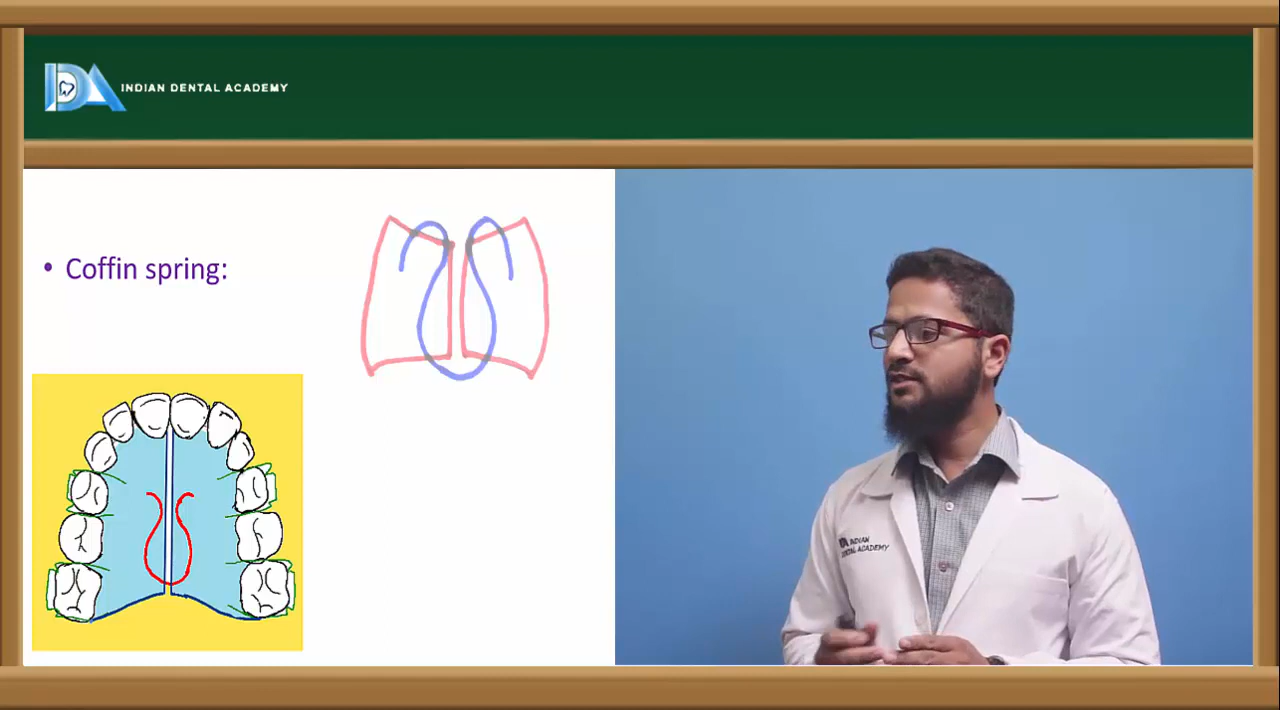 INDIAN DENTAL ACADEMY
• Coffin spring:
INDIAN
DENTAL ACADEMY